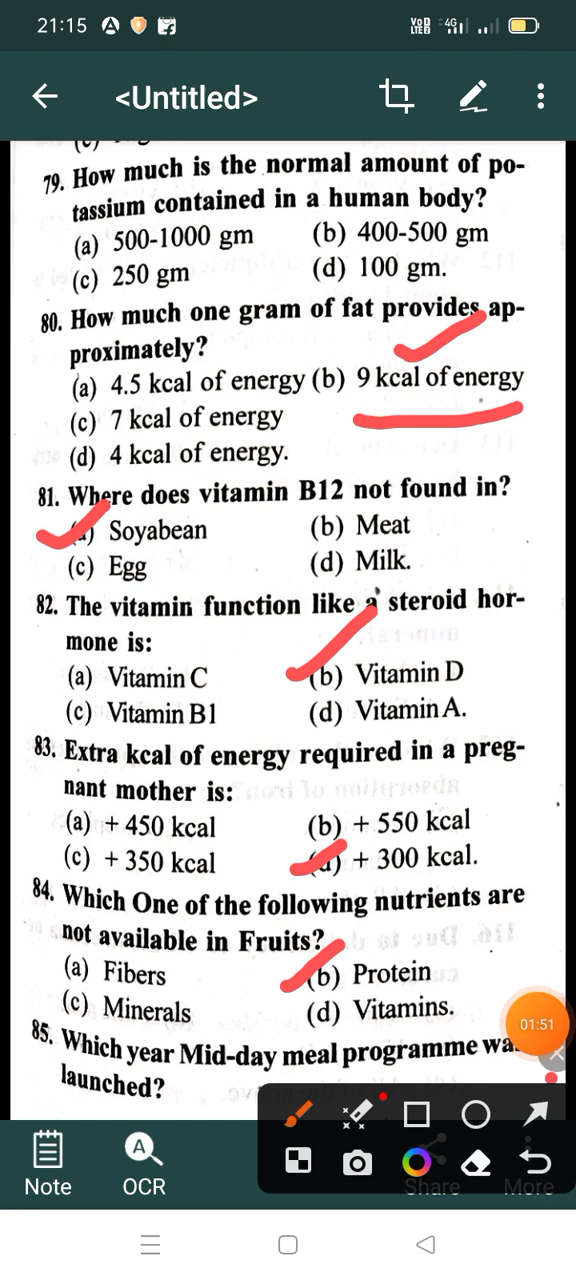 21:15
VoD
LTE
4G
<Untitled>
79. How much is the normal amount of po-
tassium contained in a human body?
(a) 500-1000 gm (b) 400-500 gm
(c) 250 gm (d) 100 gm.
80. How much one gram of fat provides ap-
proximately?
(a) 4.5 kcal of energy (b) 9 kcal of energy
(c) 7 kcal of energy
(d) 4 kcal of energy.
81. Where does vitamin B12 not found in?
Soyabean (b) Meat
(c) Egg (d) Milk.
82. The vitamin function like a steroid hor-
mone is:
(a) Vitamin C (b) Vitamin D
(c) Vitamin B1 (d) Vitamin A.
83. Extra kcal of energy required in a preg-
nant mother is:
(a) + 450 kcal (b) + 550 kcal
(c) + 350 kcal (d) + 300 kcal.
84. Which One of the following nutrients are
not available in Fruits?
(a) Fibers (b) Protein
(c) Minerals (d) Vitamins.
01:51
85. Which year Mid-day meal programme
launched?
Note
OCR
Share
More